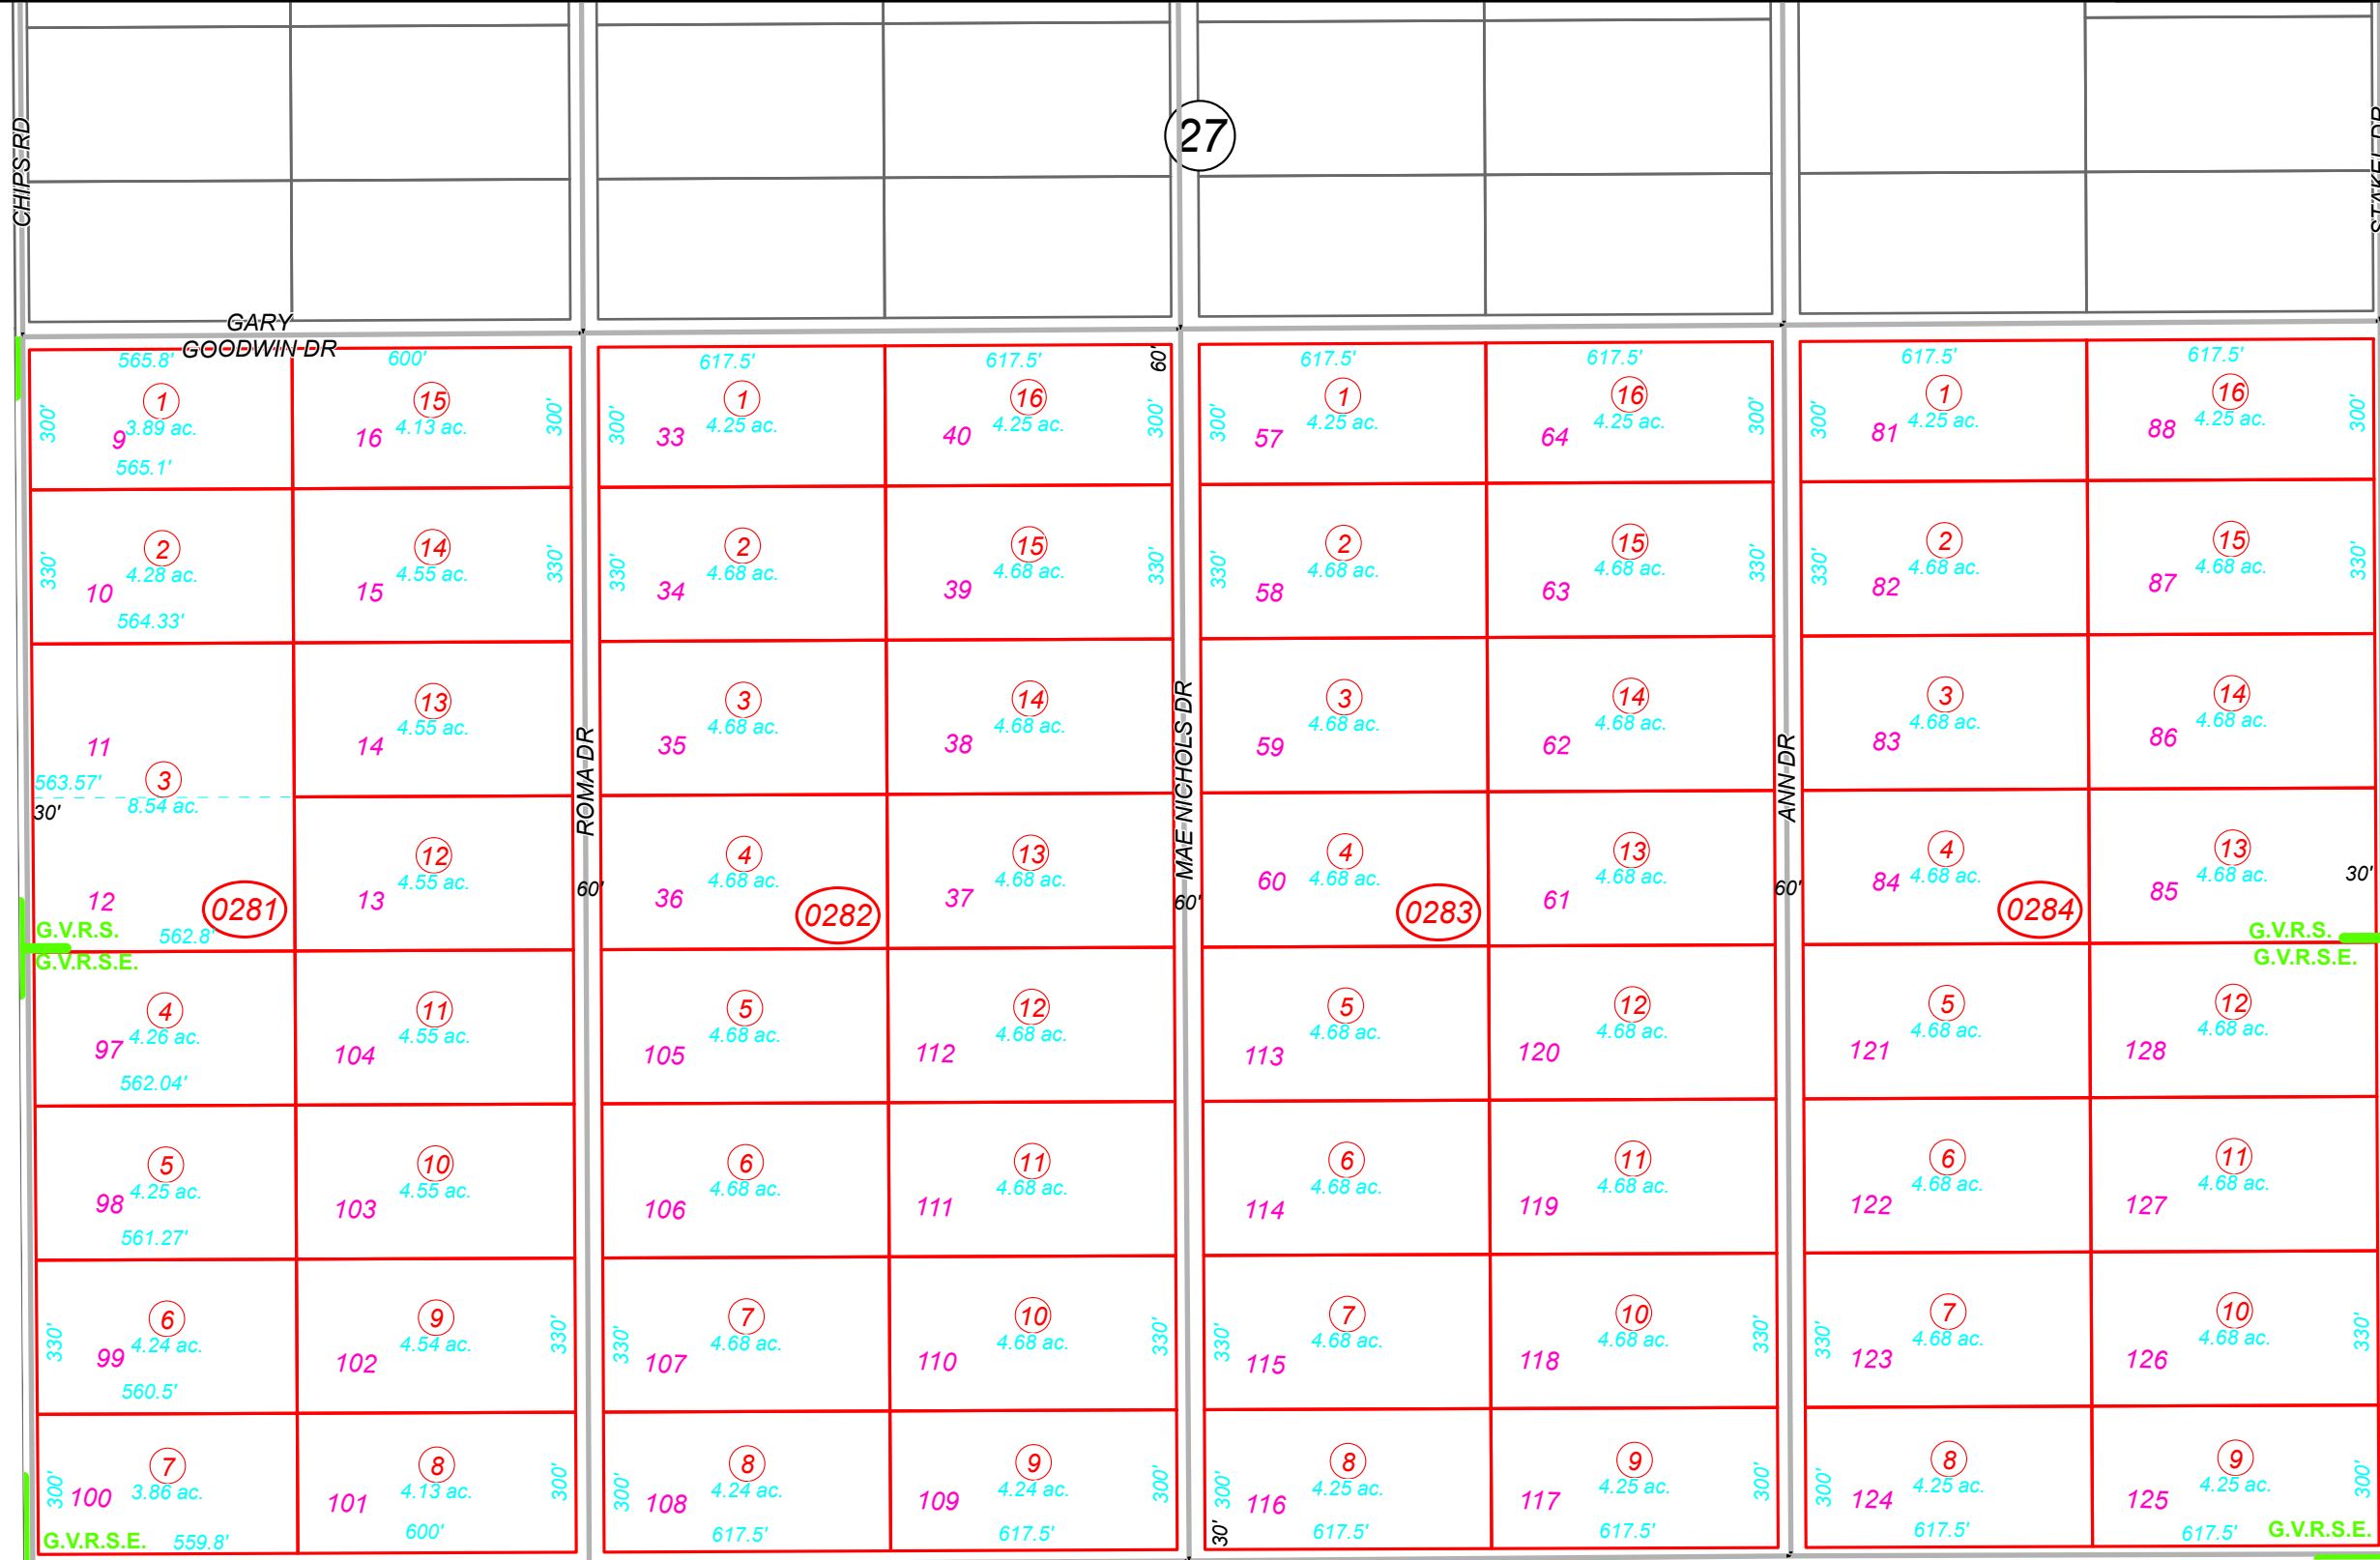 CHIPS RD
27
GARY
GOODWIN DR
565.8'
600'
617.5'
617.5'
60'
617.5'
617.5'
617.5'
617.5'
300'
1
3.89 ac.
9
565.1'
15
4.13 ac.
16
300'
300'
1
4.25 ac.
33
16
4.25 ac.
40
300'
300'
1
4.25 ac.
57
16
4.25 ac.
64
300'
300'
1
4.25 ac.
81
16
4.25 ac.
88
300'
330'
2
4.28 ac.
10
564.33'
14
4.55 ac.
15
330'
330'
2
4.68 ac.
34
15
4.68 ac.
39
330'
330'
2
4.68 ac.
58
15
4.68 ac.
63
330'
330'
2
4.68 ac.
82
15
4.68 ac.
87
330'
11
563.57'
3
8.54 ac.
30'
13
4.55 ac.
14
ROMA DR
3
4.68 ac.
35
14
4.68 ac.
38
MAE NICHOLS DR
3
4.68 ac.
59
14
4.68 ac.
62
ANN DR
3
4.68 ac.
83
14
4.68 ac.
86
12
0281
G.V.R.S.
562.8'
G.V.R.S.E.
12
4.55 ac.
13
60'
4
4.68 ac.
36
0282
13
4.68 ac.
37
60'
4
4.68 ac.
60
0283
13
4.68 ac.
61
60'
4
4.68 ac.
84
0284
13
4.68 ac.
85
30'
G.V.R.S.
G.V.R.S.E.
4
4.26 ac.
97
562.04'
11
4.55 ac.
104
5
4.68 ac.
105
12
4.68 ac.
112
5
4.68 ac.
113
12
4.68 ac.
120
5
4.68 ac.
121
12
4.68 ac.
128
5
4.25 ac.
98
561.27'
10
4.55 ac.
103
6
4.68 ac.
106
11
4.68 ac.
111
6
4.68 ac.
114
11
4.68 ac.
119
6
4.68 ac.
122
11
4.68 ac.
127
330'
6
4.24 ac.
99
560.5'
9
4.54 ac.
102
330'
330'
7
4.68 ac.
107
10
4.68 ac.
110
330'
330'
7
4.68 ac.
115
10
4.68 ac.
118
330'
330'
7
4.68 ac.
123
10
4.68 ac.
126
330'
300'
7
3.86 ac.
100
G.V.R.S.E.
559.8'
8
4.13 ac.
101
600'
300'
300'
8
4.24 ac.
108
617.5'
9
4.24 ac.
109
617.5'
300'
300'
30'
8
4.25 ac.
116
617.5'
9
4.25 ac.
117
617.5'
300'
300'
8
4.25 ac.
124
617.5'
9
4.25 ac.
125
617.5'
300'
G.V.R.S.E.